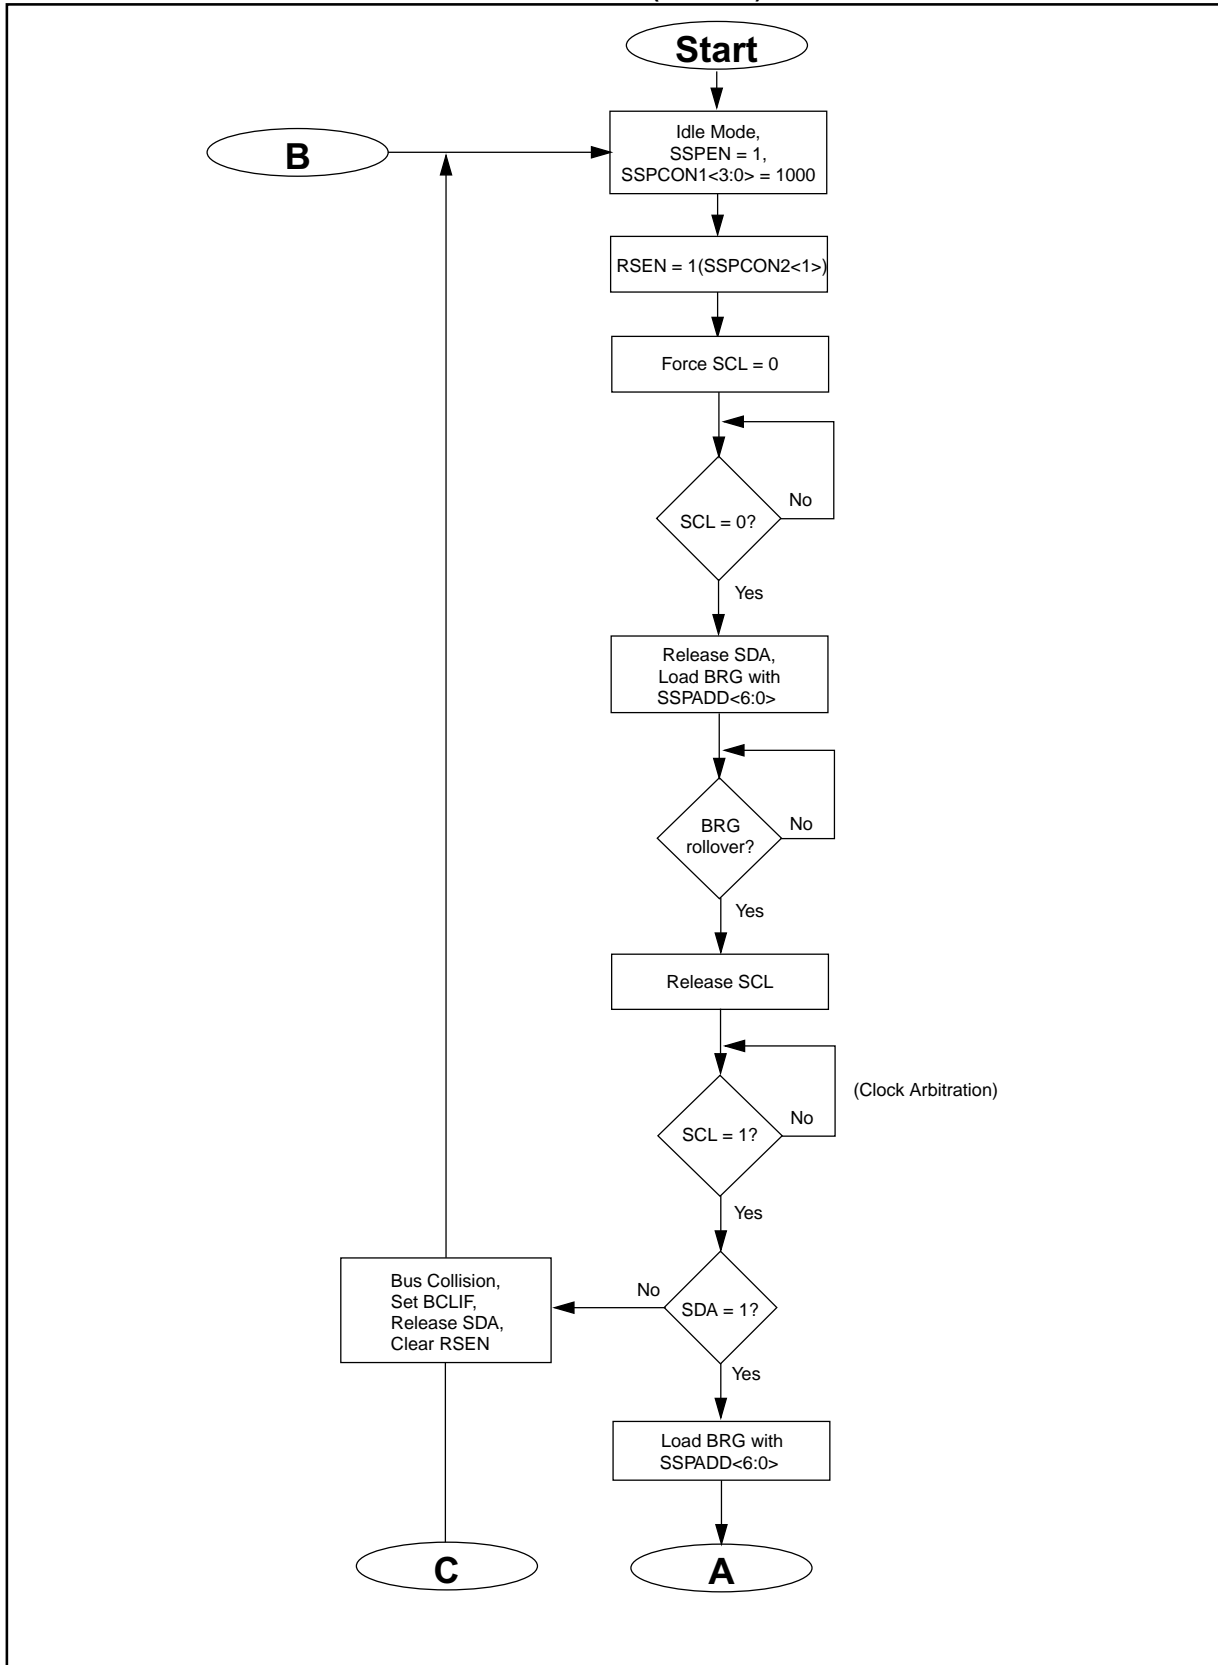 Start
B
Idle Mode,
SSPEN = 1,
SSPCON1<3:0> = 1000
RSEN = 1(SSPCON2<1>)
Force SCL = 0
No
SCL = 0?
Yes
Release SDA,
Load BRG with
SSPADD<6:0>
BRG
rollover?
No
Yes
Release SCL
(Clock Arbitration)
No
SCL = 1?
Yes
Bus Collision,
Set BCLIF,
Release SDA,
Clear RSEN
No
SDA = 1?
Yes
Load BRG with
SSPADD<6:0>
C
A